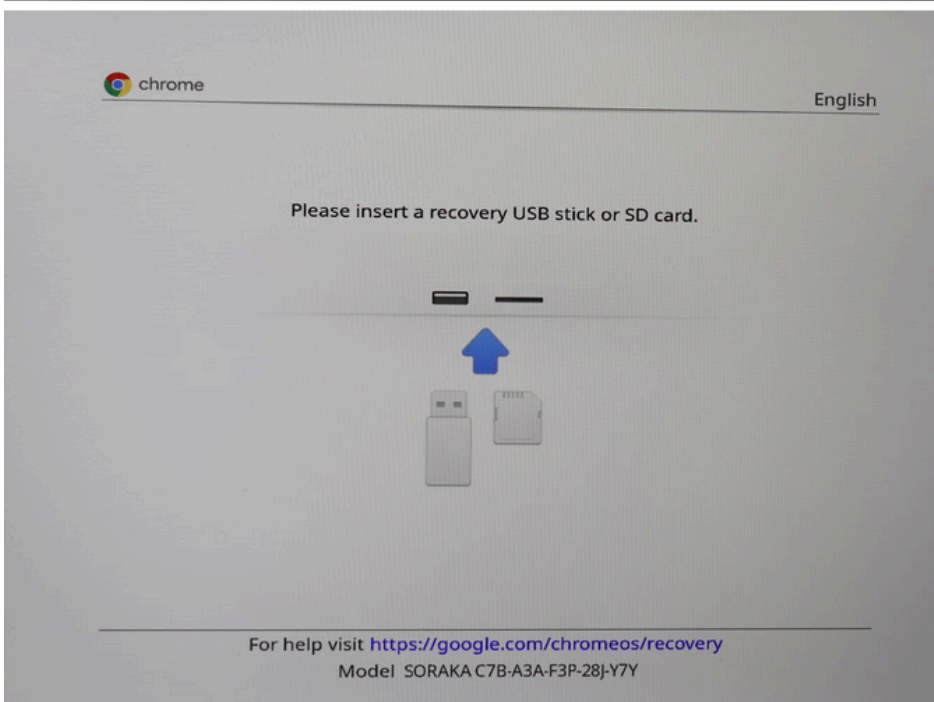 chrome
English
Please insert a recovery USB stick or SD card.
For help visit https://google.com/chromeos/recovery
Model SORAKA C7B-A3A-F3P-28J-Y7Y